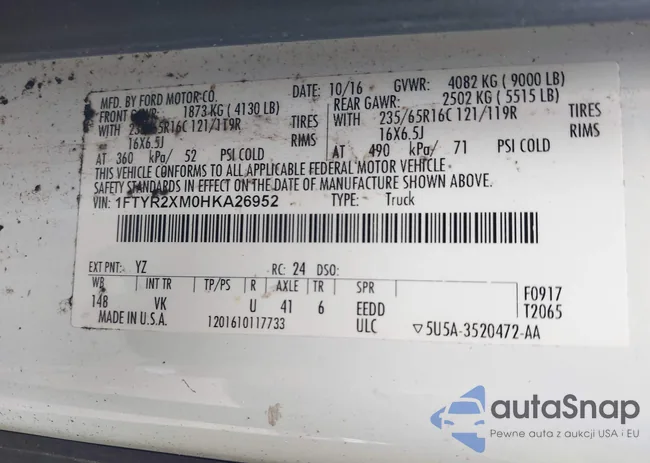 MFD. BY FORD MOTOR CO.
DATE: 10/16 GVWR: 4082 KG ( 9000 LB)
FRONT GAWR: 1873 KG ( 4130 LB)
REAR GAWR: 2502 KG ( 5515 LB)
WITH 235/65R16C 121/119R TIRES
WITH 235/65R16C 121/119R TIRES
16X6.5J RIMS
16X6.5J RIMS
AT 360 kPa/ 52 PSI COLD
AT 490 kPa/ 71 PSI COLD
THIS VEHICLE CONFORMS TO ALL APPLICABLE FEDERAL MOTOR VEHICLE
SAFETY STANDARDS IN EFFECT ON THE DATE OF MANUFACTURE SHOWN ABOVE.
VIN: 1FTYR2XM0HKA26952 TYPE: Truck
EXT PNT: YZ RC: 24 DSO:
WB INT TR TP/PS R AXLE TR SPR
148 VK U 41 6 EEDD
F0917
T2065
MADE IN U.S.A. 1201610117733 ULC ▽5U5A-3520472-AA
autaSnap
Pewne auta z aukcji USA i EU